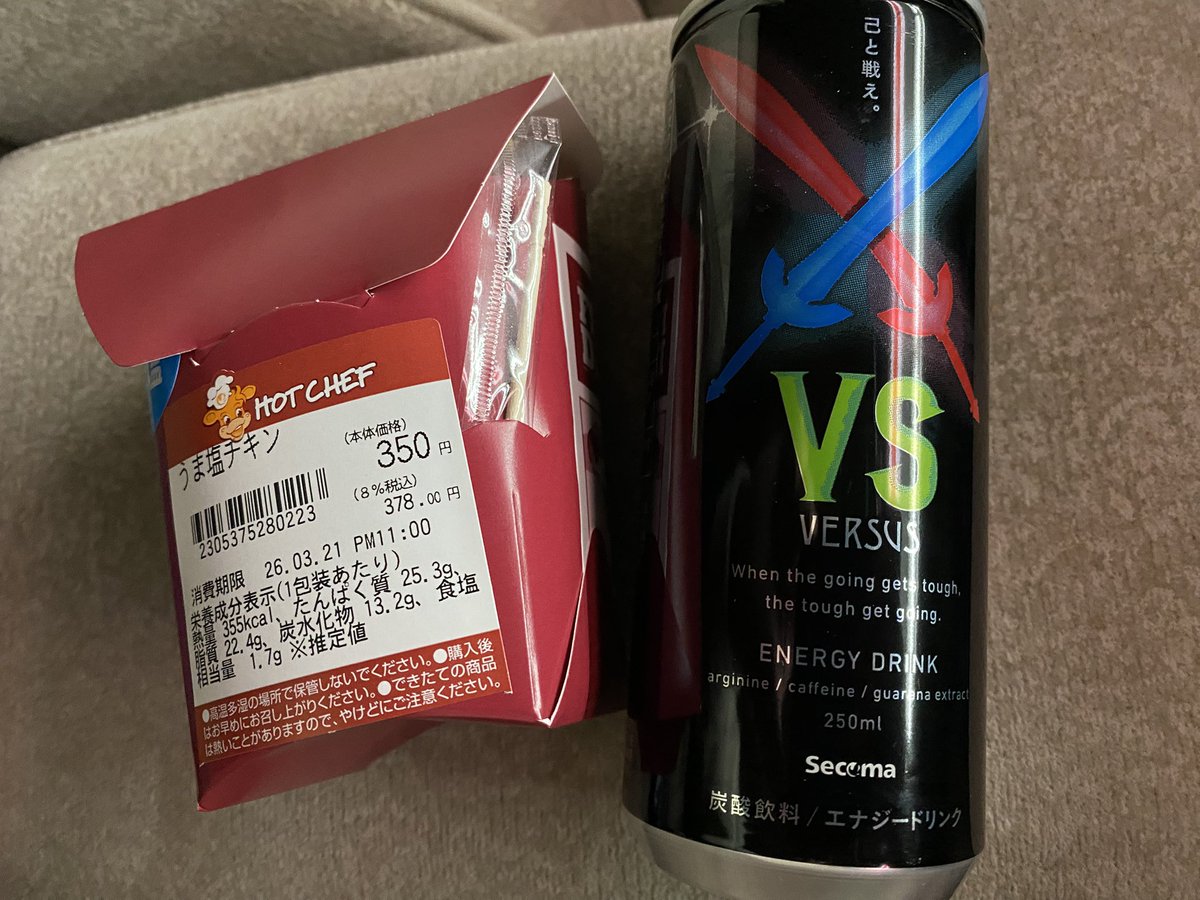 HOT CHEF
うま塩チキン
(本体価格)
350 円
(8%税込)
378.00 円
2305375280223
消費期限 26.03.21 PM11:00
栄養成分表示(1包装あたり)
熱量 355kcal、たんぱく質 25.3g、
脂質 22.4g、炭水化物 13.2g、食塩
相当量 1.7g ※推定値
●高温多湿の場所で保管しないでください。●購入後
はお早めにお召し上がりください。●できたての商品
は熱いことがありますので、やけどにご注意ください。
己と戦え。
VS
VERSUS
When the going gets tough,
the tough get going.
ENERGY DRINK
arginine / caffeine / guarana extract
250ml
Secoma
炭酸飲料/エナジードリンク